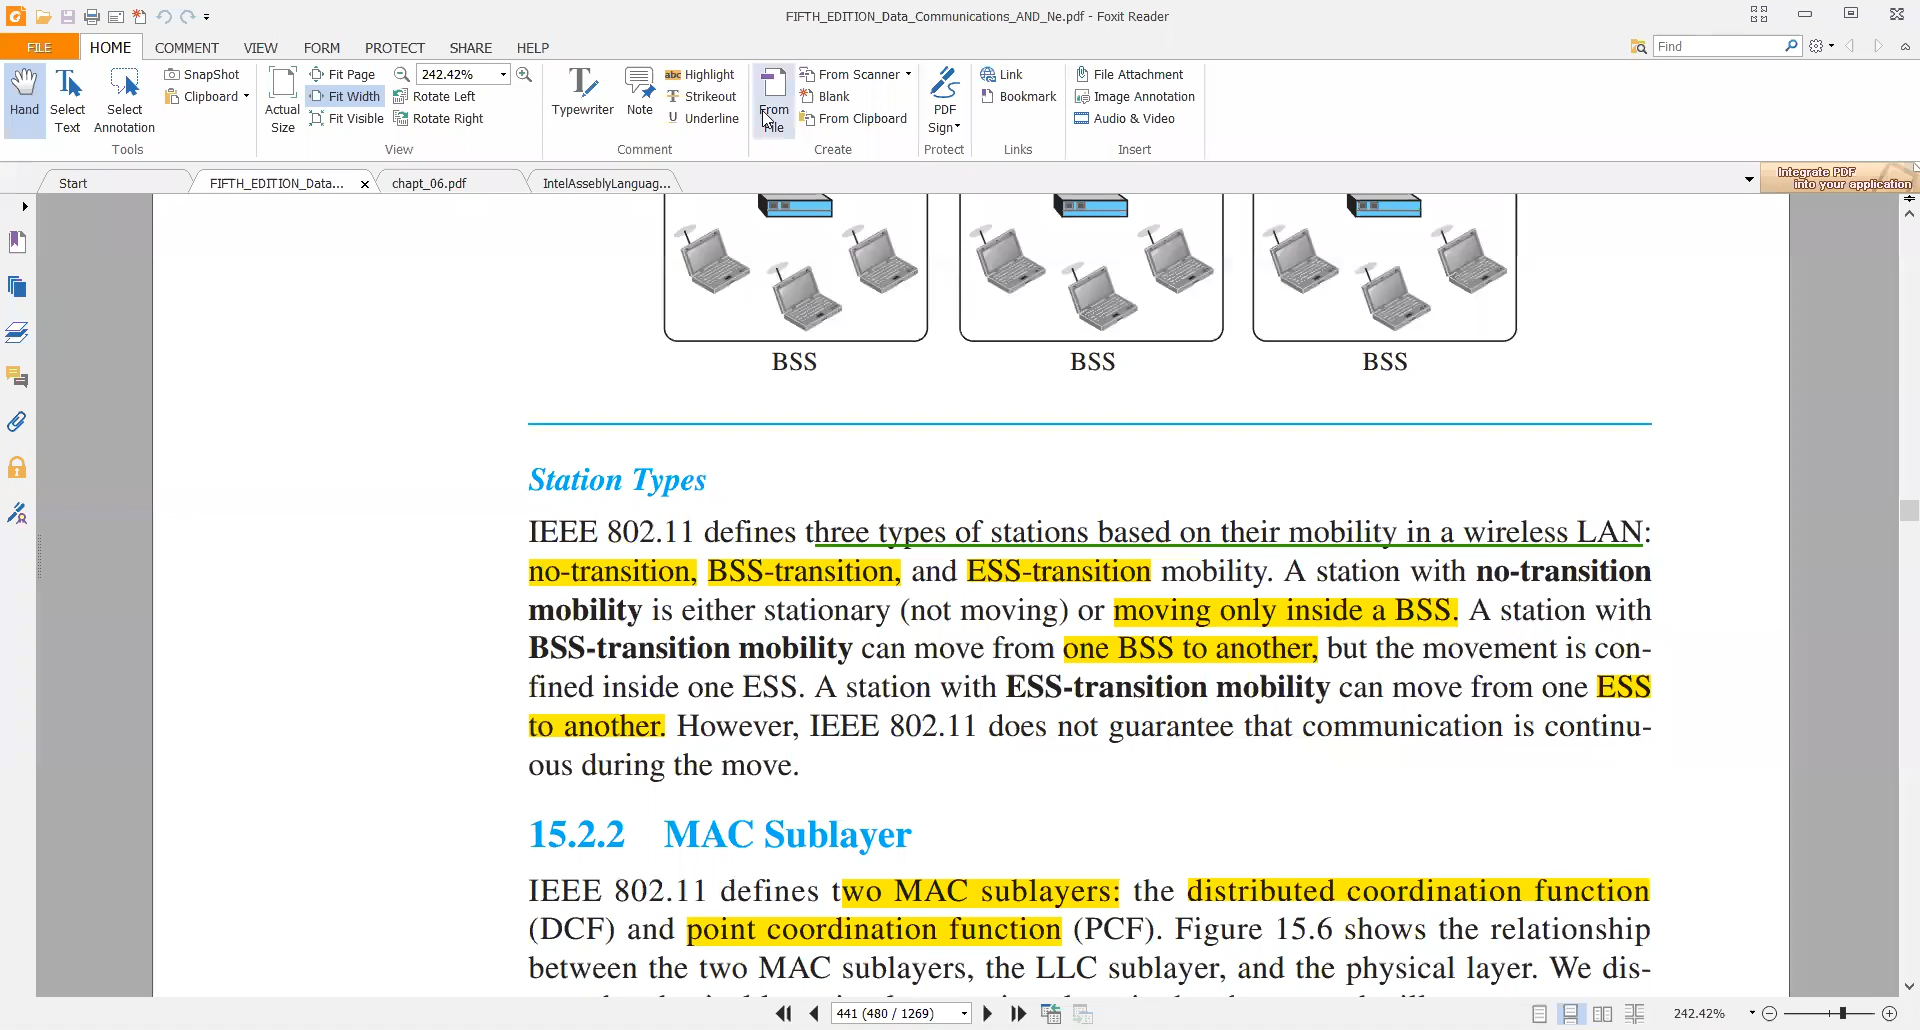 FIFTH_EDITION_Data_Communications_AND_Ne.pdf - Foxit Reader
FILE HOME COMMENT VIEW FORM PROTECT SHARE HELP Find
Hand
Select Text
Select Annotation
SnapShot
Clipboard
Tools
Actual Size
Fit Page
Fit Width
Fit Visible
242.42%
Rotate Left
Rotate Right
View
Typewriter
Note
abc Highlight
T Strikeout
U Underline
Comment
From File
From Scanner
Blank
From Clipboard
Create
PDF Sign
Protect
Link
Bookmark
Links
File Attachment
Image Annotation
Audio & Video
Insert
Start FIFTH_EDITION_Data... x chapt_06.pdf IntelAsseblyLanguag...
Integrate PDF
into your application
BSS BSS BSS
Station Types
IEEE 802.11 defines three types of stations based on their mobility in a wireless LAN:
no-transition, BSS-transition, and ESS-transition mobility. A station with no-transition
mobility is either stationary (not moving) or moving only inside a BSS. A station with
BSS-transition mobility can move from one BSS to another, but the movement is con-
fined inside one ESS. A station with ESS-transition mobility can move from one ESS
to another. However, IEEE 802.11 does not guarantee that communication is continu-
ous during the move.
15.2.2 MAC Sublayer
IEEE 802.11 defines two MAC sublayers: the distributed coordination function
(DCF) and point coordination function (PCF). Figure 15.6 shows the relationship
between the two MAC sublayers, the LLC sublayer, and the physical layer. We dis-
441 (480 / 1269) 242.42%